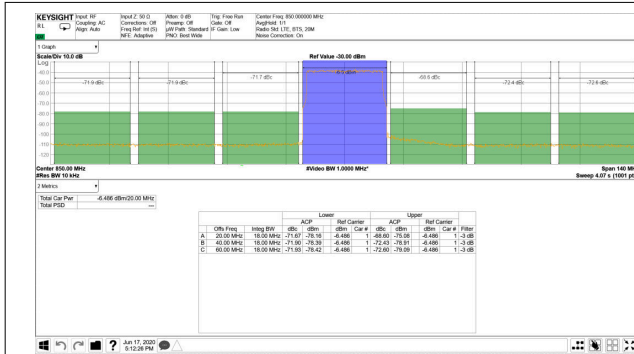 KEYSIGHT
RL
Input: RF
Coupling: AC
Align: Auto
Input Z: 50 Ω
Corrections: Off
Freq Ref: Int (S)
NFE: Adaptive
Atten: 0 dB
Preamp: Off
µW Path: Standard
PNO: Best Wide
Trig: Free Run
Gate: Off
IF Gain: Low
Center Freq: 850.000000 MHz
Avg|Hold: 1/1
Radio Std: LTE, BTS, 20M
Noise Correction: On
1 Graph
Scale/Div 10.0 dB
Ref Value -30.00 dBm
Log
-40.0
-50.0
-60.0
-70.0
-80.0
-90.0
-100
-110
-120
-71.9 dBc
-71.9 dBc
-71.7 dBc
-68.6 dBc
-72.4 dBc
-72.6 dBc
Center 850.00 MHz
#Video BW 1.0000 MHz*
Span 140 MH
#Res BW 10 kHz
Sweep 4.07 s (1001 pt
2 Metrics
Total Car Pwr -6.486 dBm/20.00 MHz
Total PSD ---
Lower Upper
ACP Ref Carrier ACP Ref Carrier
Offs Freq Integ BW dBc dBm dBm Car # dBc dBm dBm Car # Filter
A 20.00 MHz 18.00 MHz -71.67 -78.16 -6.486 1 -68.60 -75.08 -6.486 1 -3 dB
B 40.00 MHz 18.00 MHz -71.90 -78.39 -6.486 1 -72.43 -78.91 -6.486 1 -3 dB
C 60.00 MHz 18.00 MHz -71.93 -78.42 -6.486 1 -72.60 -79.09 -6.486 1 -3 dB
?
Jun 17, 2020
5:12:26 PM